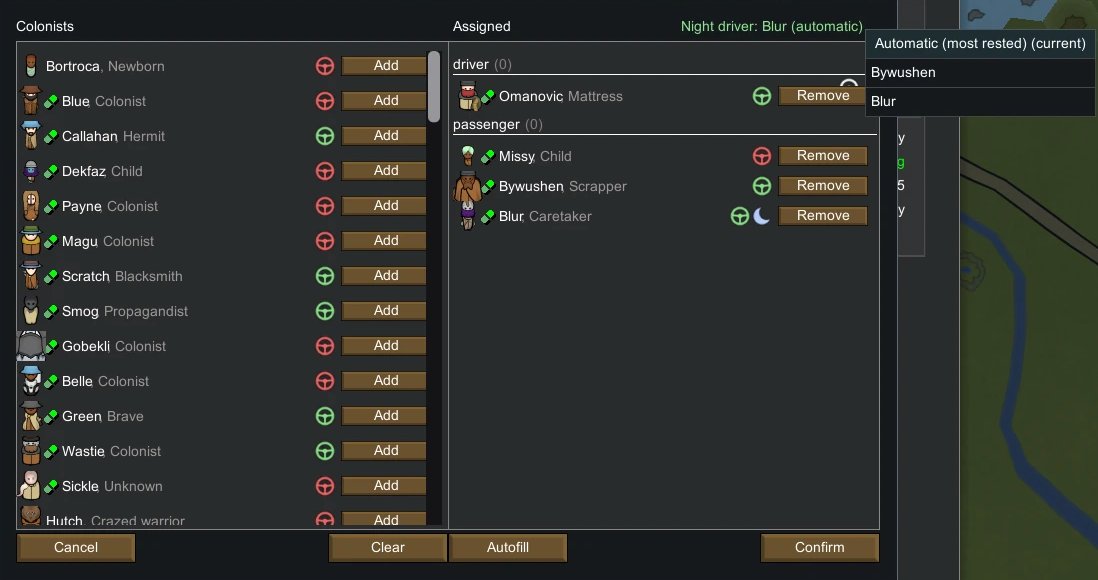 Colonists
Assigned
Night driver: Blur (automatic)
Automatic (most rested) (current)
Bywushen
Blur
Bortroca, Newborn
Add
Blue, Colonist
Add
Callahan, Hermit
Add
Dekfaz, Child
Add
Payne, Colonist
Add
Magu, Colonist
Add
Scratch, Blacksmith
Add
Smog, Propagandist
Add
Gobekli, Colonist
Add
Belle, Colonist
Add
Green, Brave
Add
Wastie, Colonist
Add
Sickle, Unknown
Add
Hutch, Crazed warrior
Add
driver (0)
Omanovic, Mattress
Remove
passenger (0)
Missy, Child
Remove
Bywushen, Scrapper
Remove
Blur, Caretaker
Remove
y
g
5
y
Cancel
Clear
Autofill
Confirm